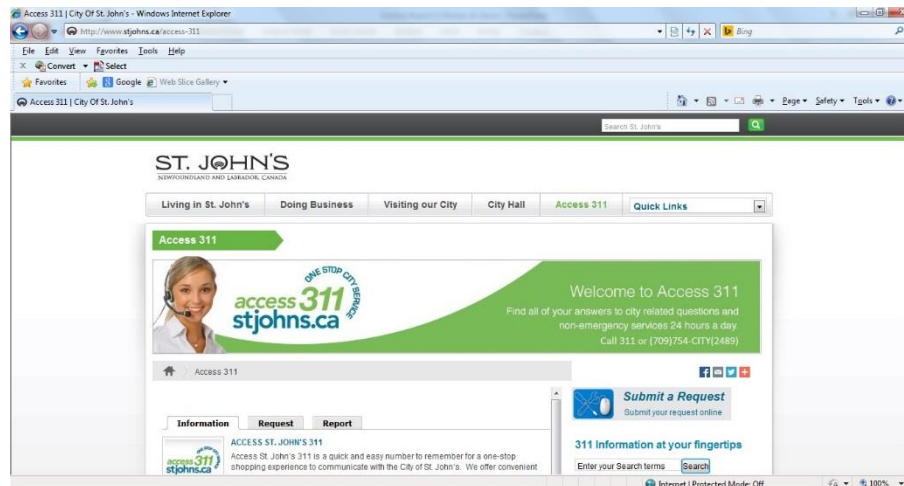 Access 311 | City Of St. John's - Windows Internet Explorer
http://www.stjohns.ca/access-311
Bing
File Edit View Favorites Tools Help
x Convert Select
Favorites Google Web Slice Gallery
Access 311 | City Of St. John's
Page Safety Tools
Search St. John's
ST. JOHN'S
NEWFOUNDLAND AND LABRADOR, CANADA
Living in St. John's Doing Business Visiting our City City Hall Access 311 Quick Links
Access 311
ONE STOP CITY SERVICE
access 311
stjohns.ca
Welcome to Access 311
Find all of your answers to city related questions and
non-emergency services 24 hours a day.
Call 311 or (709)754-CITY(2489)
Access 311
Submit a Request
Submit your request online
Information Request Report
ACCESS ST. JOHN'S 311
Access St. John's 311 is a quick and easy number to remember for a one-stop
shopping experience to communicate with the City of St. John's. We offer convenient
access 311
stjohns.ca
311 Information at your fingertips
Enter your Search terms Search
Internet | Protected Mode: Off 100%